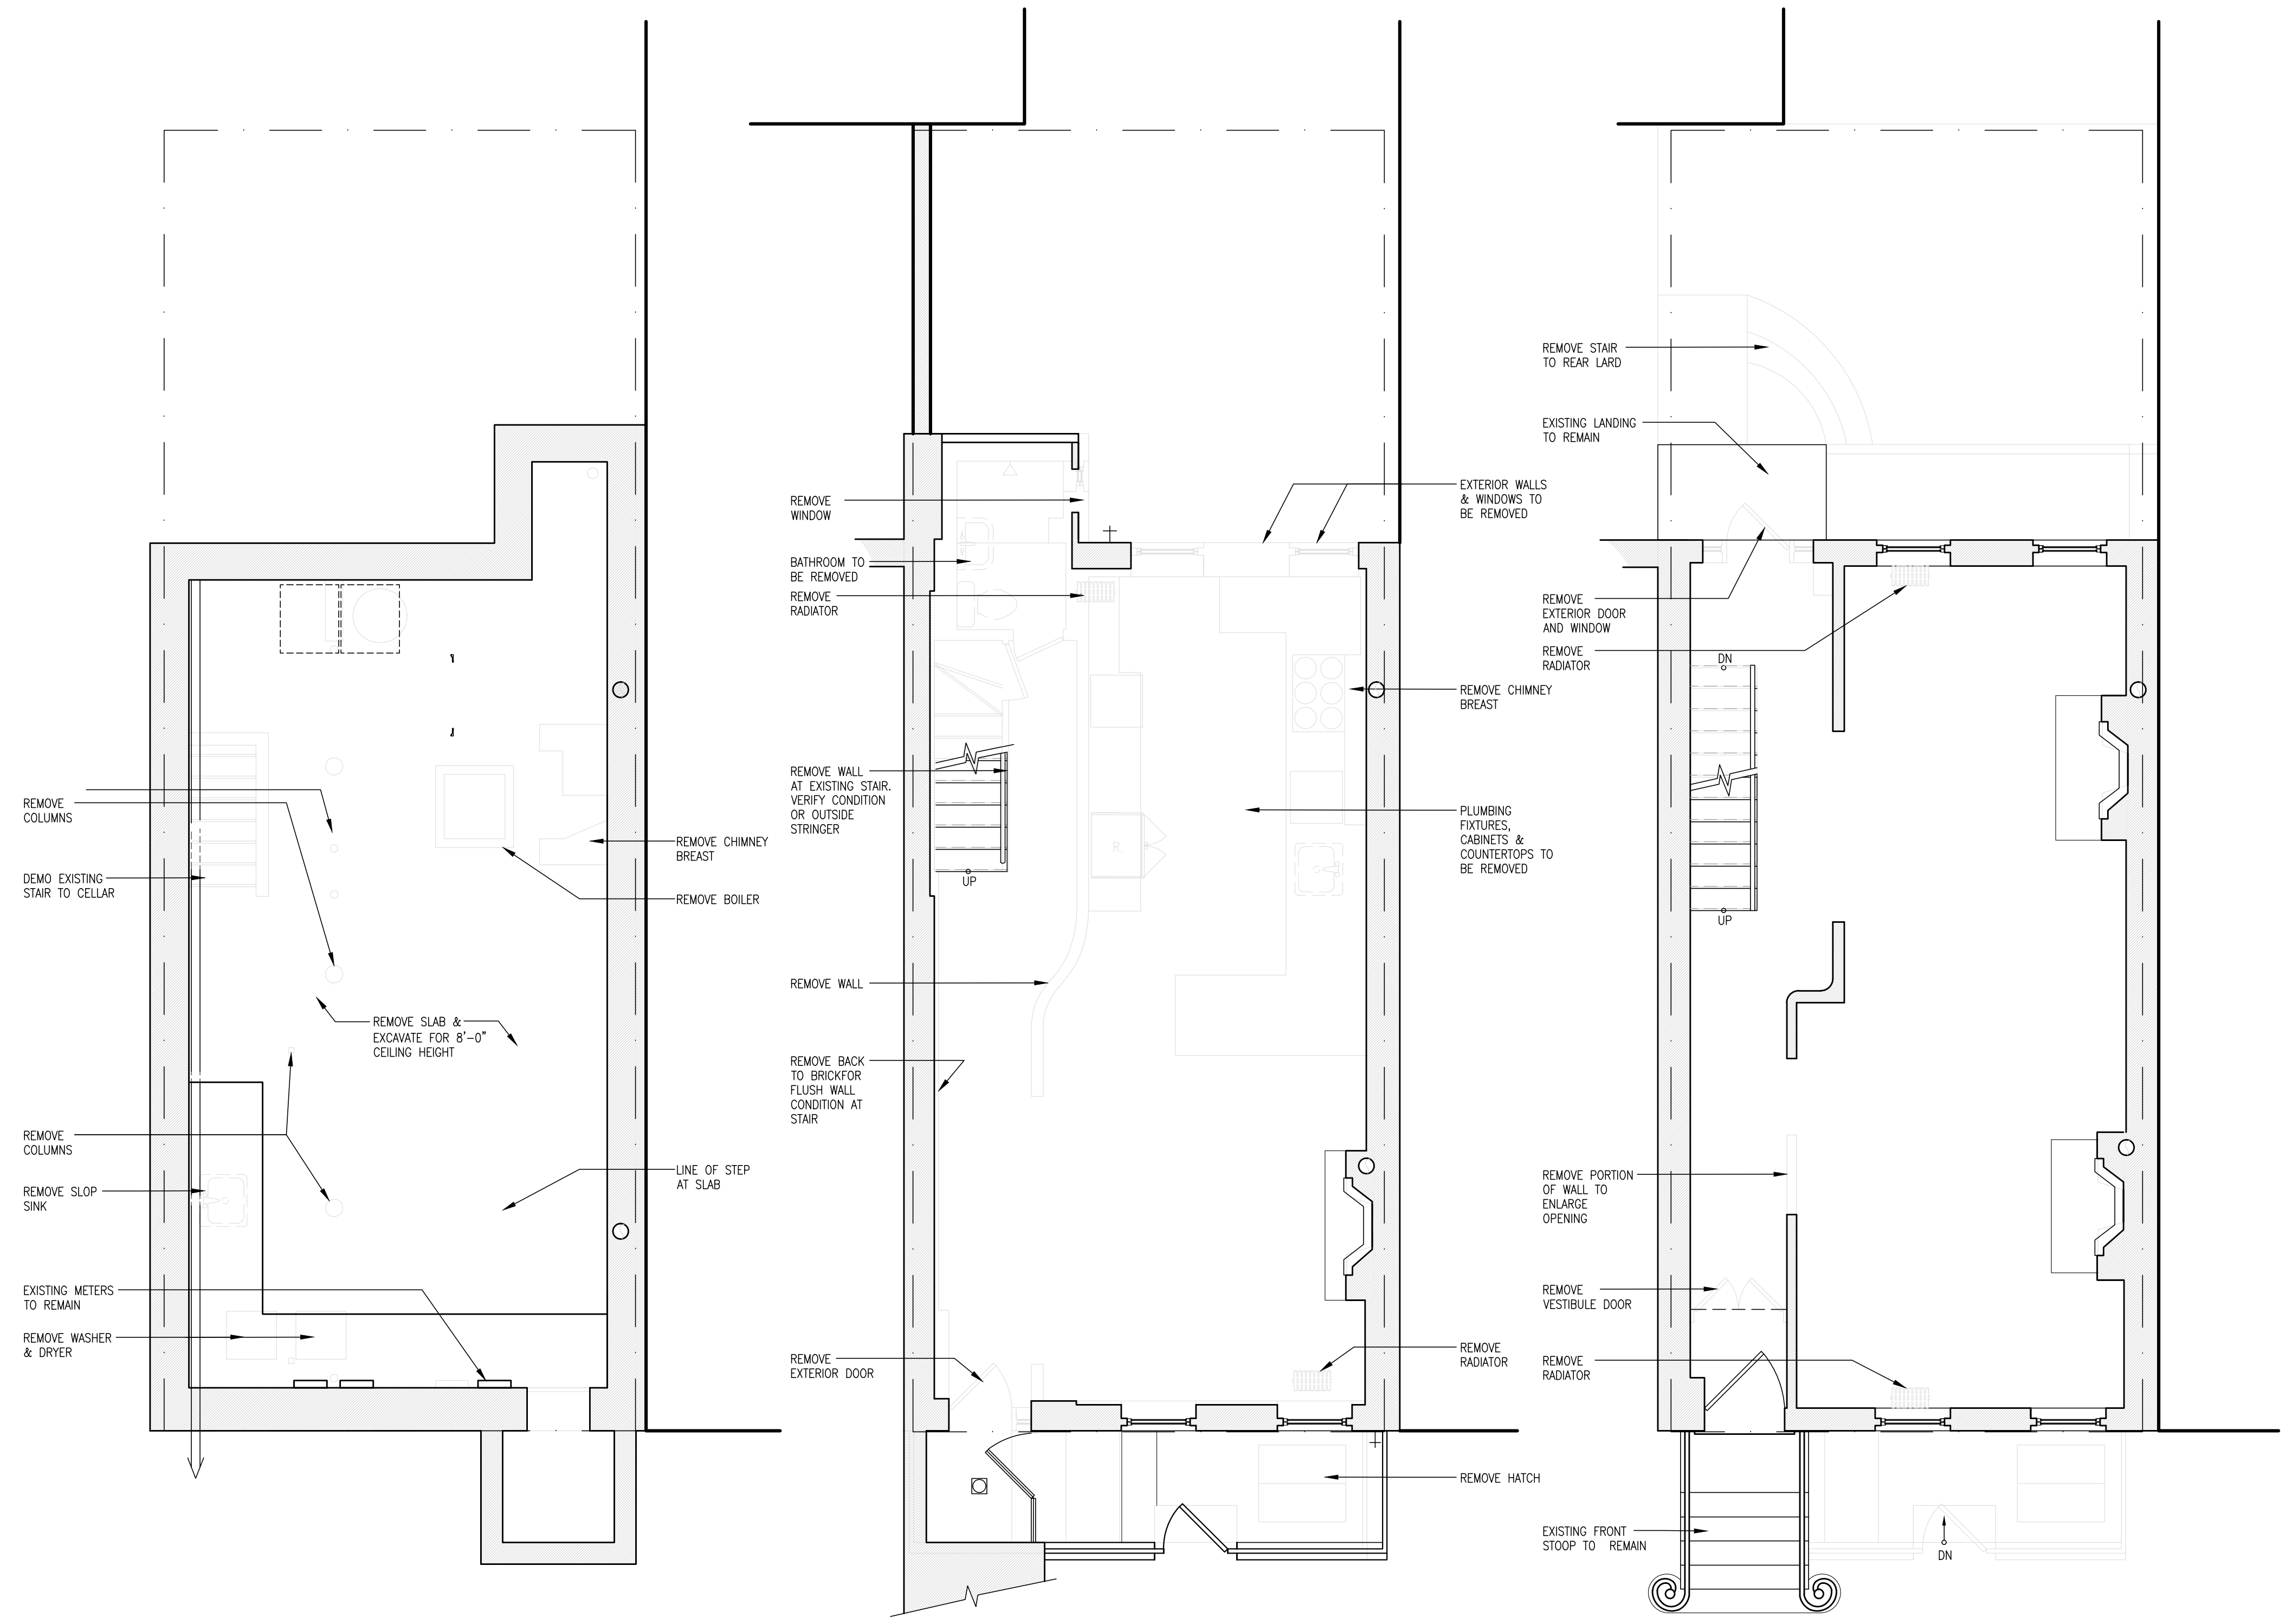 REMOVE
COLUMNS
DEMO EXISTING
STAIR TO CELLAR
REMOVE CHIMNEY
BREAST
REMOVE BOILER
REMOVE SLAB &
EXCAVATE FOR 8'-0"
CEILING HEIGHT
REMOVE
COLUMNS
REMOVE SLOP
SINK
LINE OF STEP
AT SLAB
EXISTING METERS
TO REMAIN
REMOVE WASHER
& DRYER
REMOVE
WINDOW
BATHROOM TO
BE REMOVED
REMOVE
RADIATOR
REMOVE WALL
AT EXISTING STAIR.
VERIFY CONDITION
OR OUTSIDE
STRINGER
UP
R.
REMOVE WALL
REMOVE BACK
TO BRICKFOR
FLUSH WALL
CONDITION AT
STAIR
REMOVE
EXTERIOR DOOR
EXTERIOR WALLS
& WINDOWS TO
BE REMOVED
REMOVE CHIMNEY
BREAST
PLUMBING
FIXTURES,
CABINETS &
COUNTERTOPS TO
BE REMOVED
REMOVE
RADIATOR
REMOVE HATCH
REMOVE STAIR
TO REAR LARD
EXISTING LANDING
TO REMAIN
REMOVE
EXTERIOR DOOR
AND WINDOW
REMOVE
RADIATOR
DN
UP
REMOVE PORTION
OF WALL TO
ENLARGE
OPENING
REMOVE
VESTIBULE DOOR
REMOVE
RADIATOR
EXISTING FRONT
STOOP TO REMAIN
DN